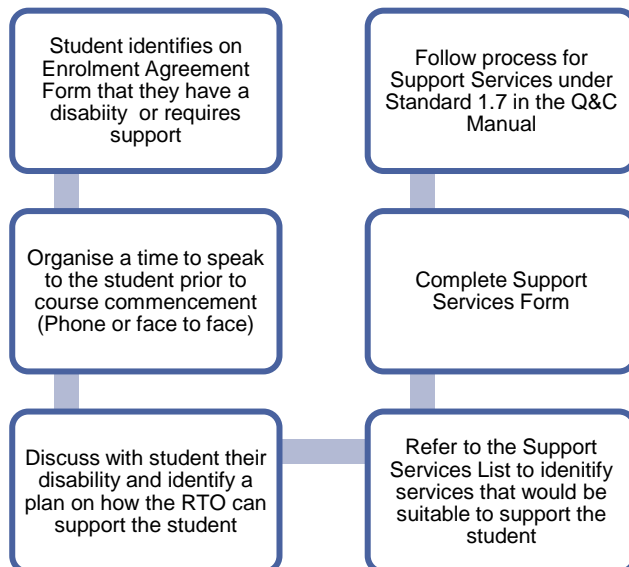 Student identifies on
Enrolment Agreement
Form that they have a
disabiity or requires
support
Organise a time to speak
to the student prior to
course commencement
(Phone or face to face)
Discuss with student their
disability and identify a
plan on how the RTO can
support the student
Refer to the Support
Services List to idenitify
services that would be
suitable to support the
student
Complete Support
Services Form
Follow process for
Support Services under
Standard 1.7 in the Q&C
Manual